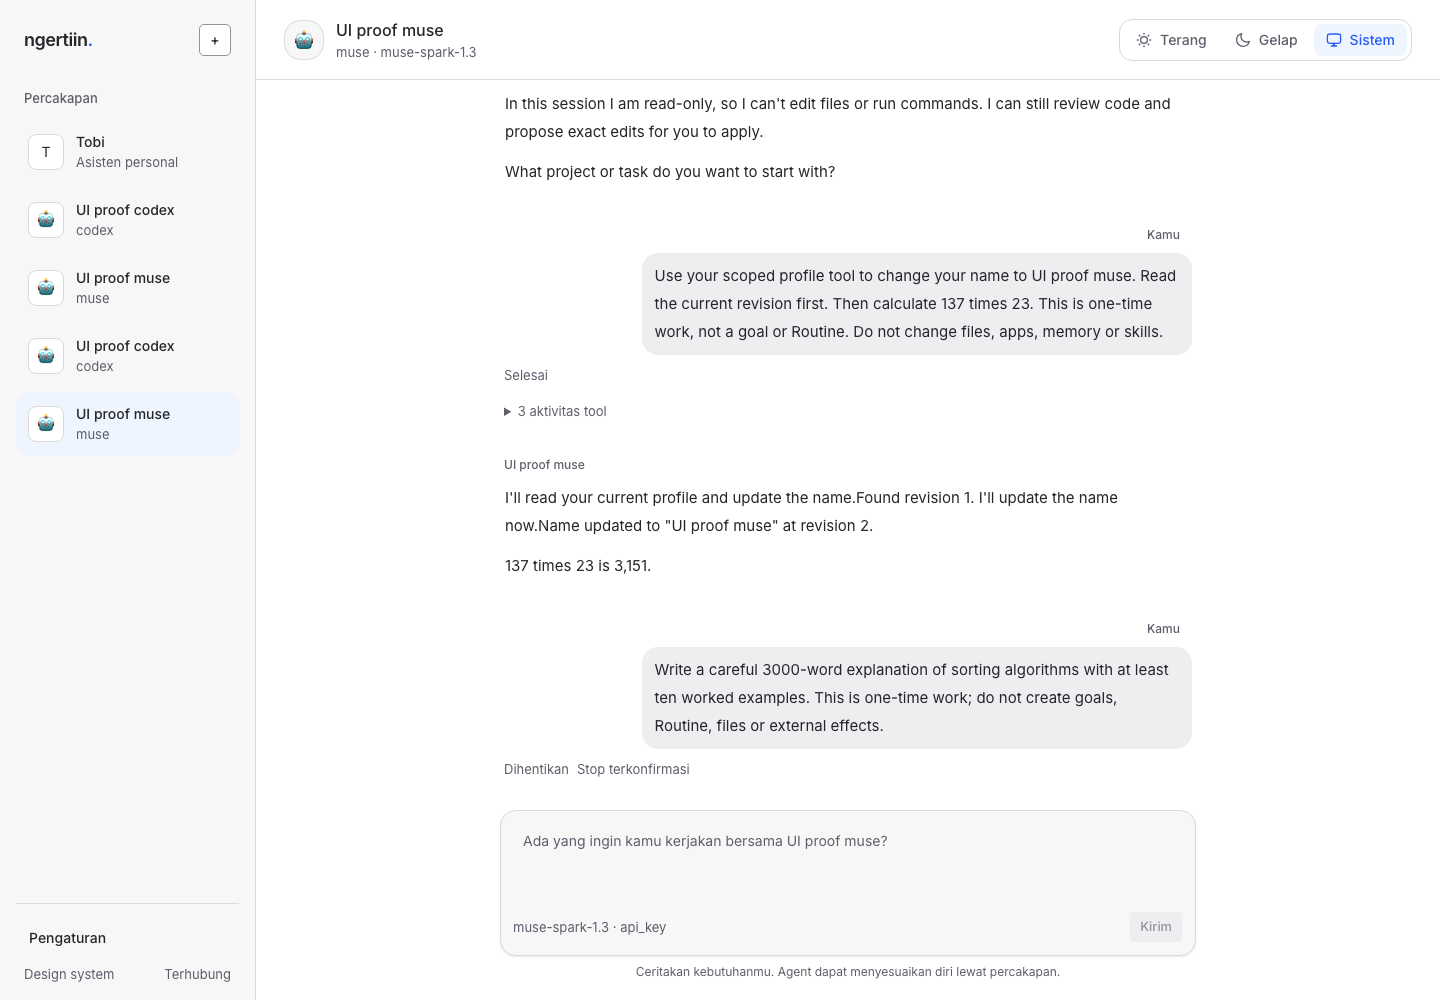 ngertiin.
+
Percakapan
T
Tobi
Asisten personal
UI proof codex
codex
UI proof muse
muse
UI proof codex
codex
UI proof muse
muse
Pengaturan
Design system
Terhubung
UI proof muse
muse · muse-spark-1.3
Terang
Gelap
Sistem
In this session I am read-only, so I can't edit files or run commands. I can still review code and
propose exact edits for you to apply.
What project or task do you want to start with?
Kamu
Use your scoped profile tool to change your name to UI proof muse. Read
the current revision first. Then calculate 137 times 23. This is one-time
work, not a goal or Routine. Do not change files, apps, memory or skills.
Selesai
3 aktivitas tool
UI proof muse
I'll read your current profile and update the name.Found revision 1. I'll update the name
now.Name updated to "UI proof muse" at revision 2.
137 times 23 is 3,151.
Kamu
Write a careful 3000-word explanation of sorting algorithms with at least
ten worked examples. This is one-time work; do not create goals,
Routine, files or external effects.
Dihentikan Stop terkonfirmasi
Ada yang ingin kamu kerjakan bersama UI proof muse?
muse-spark-1.3 · api_key
Kirim
Ceritakan kebutuhanmu. Agent dapat menyesuaikan diri lewat percakapan.